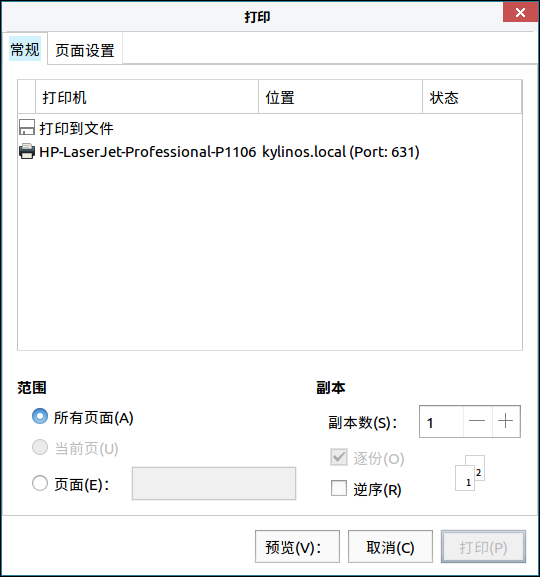 打印
常规 页面设置
打印机 位置 状态
打印到文件
HP-LaserJet-Professional-P1106 kylinos.local (Port: 631)
范围 副本
所有页面(A) 副本数(S): 1
当前页(U) 逐份(O)
页面(E): 逆序(R)
1 2
预览(V): 取消(C) 打印(P)